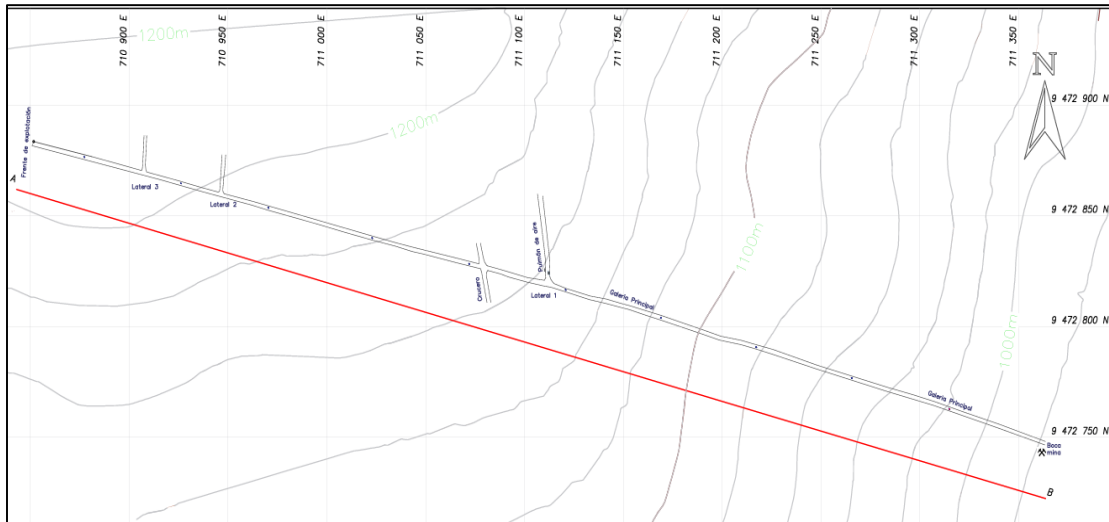 710 900 E
710 950 E
711 000 E
711 050 E
711 100 E
711 150 E
711 200 E
711 250 E
711 300 E
711 350 E
1200m
N
9 472 900 N
1200m
Frente de explotación
A
Lateral 3
Lateral 2
9 472 850 N
Pulmón de aire
1100m
Crucero
Lateral 1
Galería Principal
9 472 800 N
1000m
Galería Principal
9 472 750 N
Boca
mina
B